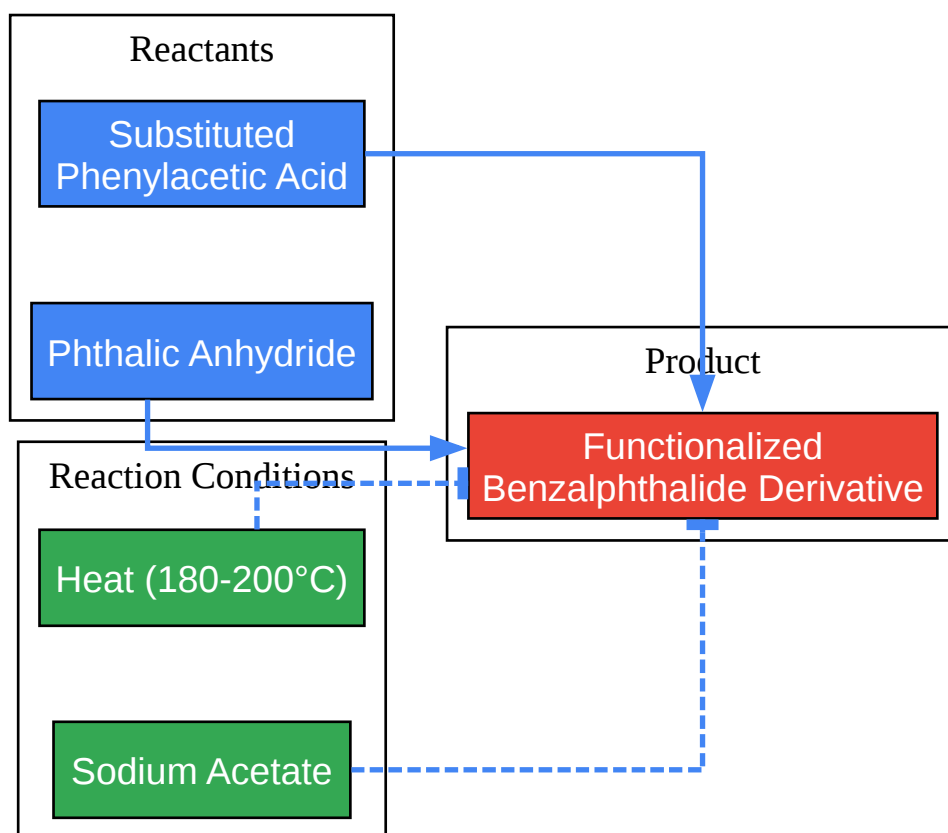 Reactants
Substituted
Phenylacetic Acid
Phthalic Anhydride
Product
Functionalized
Benzalphthalide Derivative
Reaction Conditions
Heat (180-200°C)
Sodium Acetate